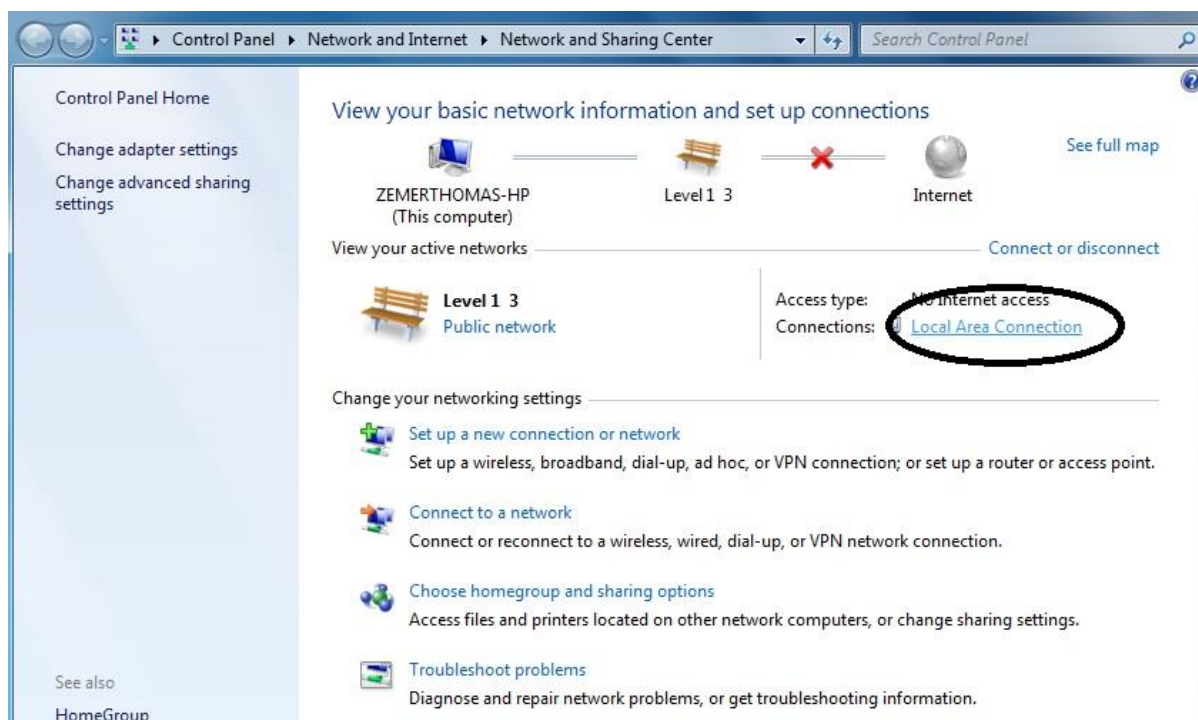 Control Panel ▸ Network and Internet ▸ Network and Sharing Center
Search Control Panel
Control Panel Home
Change adapter settings
Change advanced sharing
settings
View your basic network information and set up connections
See full map
ZEMERTHOMAS-HP
(This computer)
Level 1 3
Internet
View your active networks
Connect or disconnect
Level 1 3
Public network
Access type: No Internet access
Connections: Local Area Connection
Change your networking settings
Set up a new connection or network
Set up a wireless, broadband, dial-up, ad hoc, or VPN connection; or set up a router or access point.
Connect to a network
Connect or reconnect to a wireless, wired, dial-up, or VPN network connection.
Choose homegroup and sharing options
Access files and printers located on other network computers, or change sharing settings.
Troubleshoot problems
Diagnose and repair network problems, or get troubleshooting information.
See also
HomeGroup